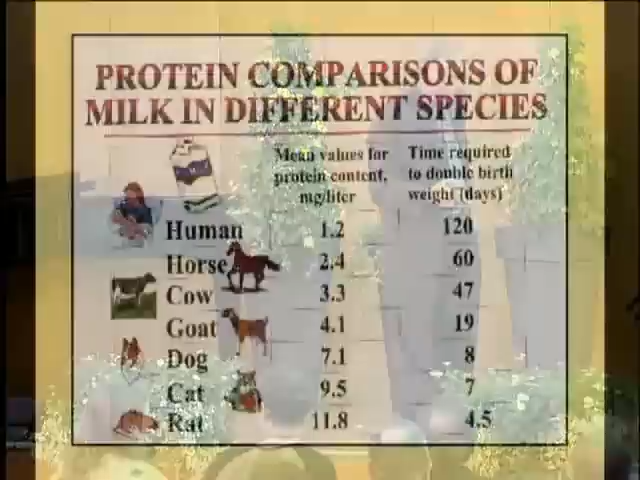 PROTEIN COMPARISONS OF
MILK IN DIFFERENT SPECIES
Mean values for protein content, mg/liter
Time required to double birth weight (days)
Human 1.2 120
Horse 2.4 60
Cow 3.3 47
Goat 4.1 19
Dog 7.1 8
Cat 9.5 7
Rat 11.8 4.5